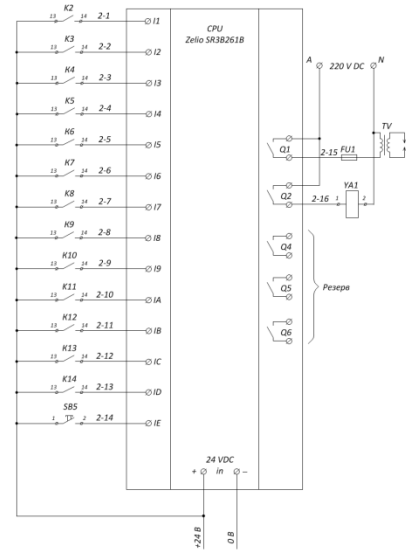 K2
13 14 2-1 I1
K3
13 14 2-2 I2
K4
13 14 2-3 I3
K5
13 14 2-4 I4
K6
13 14 2-5 I5
K7
13 14 2-6 I6
K8
13 14 2-7 I7
K9
13 14 2-8 I8
K10
13 14 2-9 I9
K11
13 14 2-10 IA
K12
13 14 2-11 IB
K13
13 14 2-12 IC
K14
13 14 2-13 ID
SB5
1 2 2-14 IE
CPU
Zelio SR3B261B
A 220 V DC N
TV
Q1 2-15 FU1
YA1
Q2 2-16 1 2
Q4
Q5 Резерв
Q6
24 VDC
+ in –
+24 В
0 В